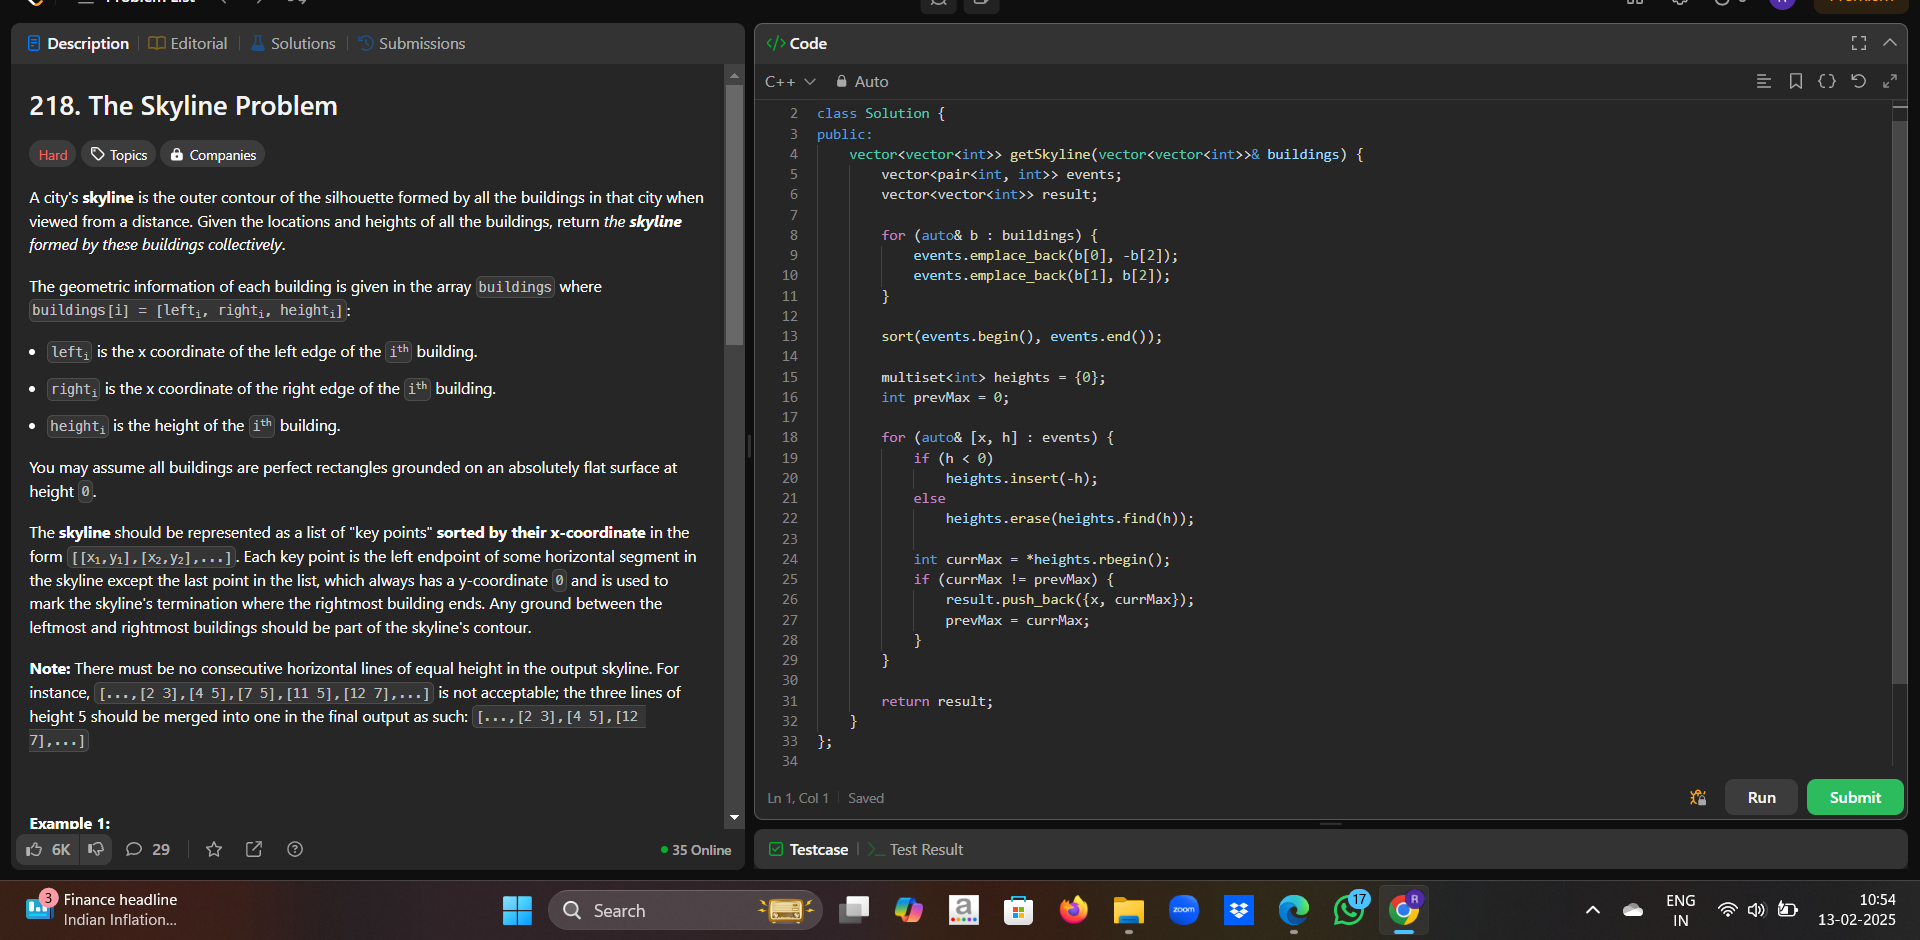 Problem List
Premium
Description
Editorial
Solutions
Submissions
218. The Skyline Problem
Hard
Topics
Companies
A city's skyline is the outer contour of the silhouette formed by all the buildings in that city when
viewed from a distance. Given the locations and heights of all the buildings, return the skyline
formed by these buildings collectively.
The geometric information of each building is given in the array buildings where
buildings[i] = [lefti, righti, heighti]:
• lefti is the x coordinate of the left edge of the ith building.
• righti is the x coordinate of the right edge of the ith building.
• heighti is the height of the ith building.
You may assume all buildings are perfect rectangles grounded on an absolutely flat surface at
height 0.
The skyline should be represented as a list of "key points" sorted by their x-coordinate in the
form [[x1,y1],[x2,y2],...]. Each key point is the left endpoint of some horizontal segment in
the skyline except the last point in the list, which always has a y-coordinate 0 and is used to
mark the skyline's termination where the rightmost building ends. Any ground between the
leftmost and rightmost buildings should be part of the skyline's contour.
Note: There must be no consecutive horizontal lines of equal height in the output skyline. For
instance, [...,[2 3],[4 5],[7 5],[11 5],[12 7],...] is not acceptable; the three lines of
height 5 should be merged into one in the final output as such: [...,[2 3],[4 5],[12
7],...]
Example 1:
6K
29
35 Online
</> Code
C++
Auto
2 class Solution {
3 public:
4 vector<vector<int>> getSkyline(vector<vector<int>>& buildings) {
5 vector<pair<int, int>> events;
6 vector<vector<int>> result;
7
8 for (auto& b : buildings) {
9 events.emplace_back(b[0], -b[2]);
10 events.emplace_back(b[1], b[2]);
11 }
12
13 sort(events.begin(), events.end());
14
15 multiset<int> heights = {0};
16 int prevMax = 0;
17
18 for (auto& [x, h] : events) {
19 if (h < 0)
20 heights.insert(-h);
21 else
22 heights.erase(heights.find(h));
23
24 int currMax = *heights.rbegin();
25 if (currMax != prevMax) {
26 result.push_back({x, currMax});
27 prevMax = currMax;
28 }
29 }
30
31 return result;
32 }
33 };
34
Ln 1, Col 1
Saved
Run
Submit
Testcase
Test Result
3
Finance headline
Indian Inflation...
Search
a
zoom
17
R
ENG
IN
10:54
13-02-2025